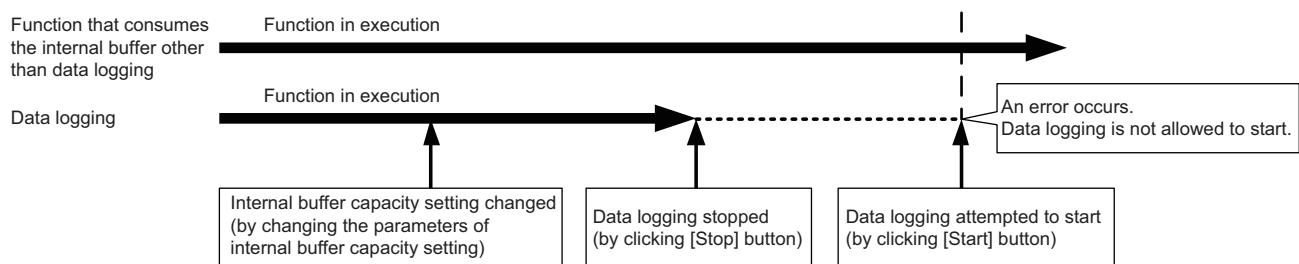 Function that consumes
the internal buffer other
than data logging
Function in execution
Data logging
Function in execution
An error occurs.
Data logging is not allowed to start.
Internal buffer capacity setting changed
(by changing the parameters of
internal buffer capacity setting)
Data logging stopped
(by clicking [Stop] button)
Data logging attempted to start
(by clicking [Start] button)